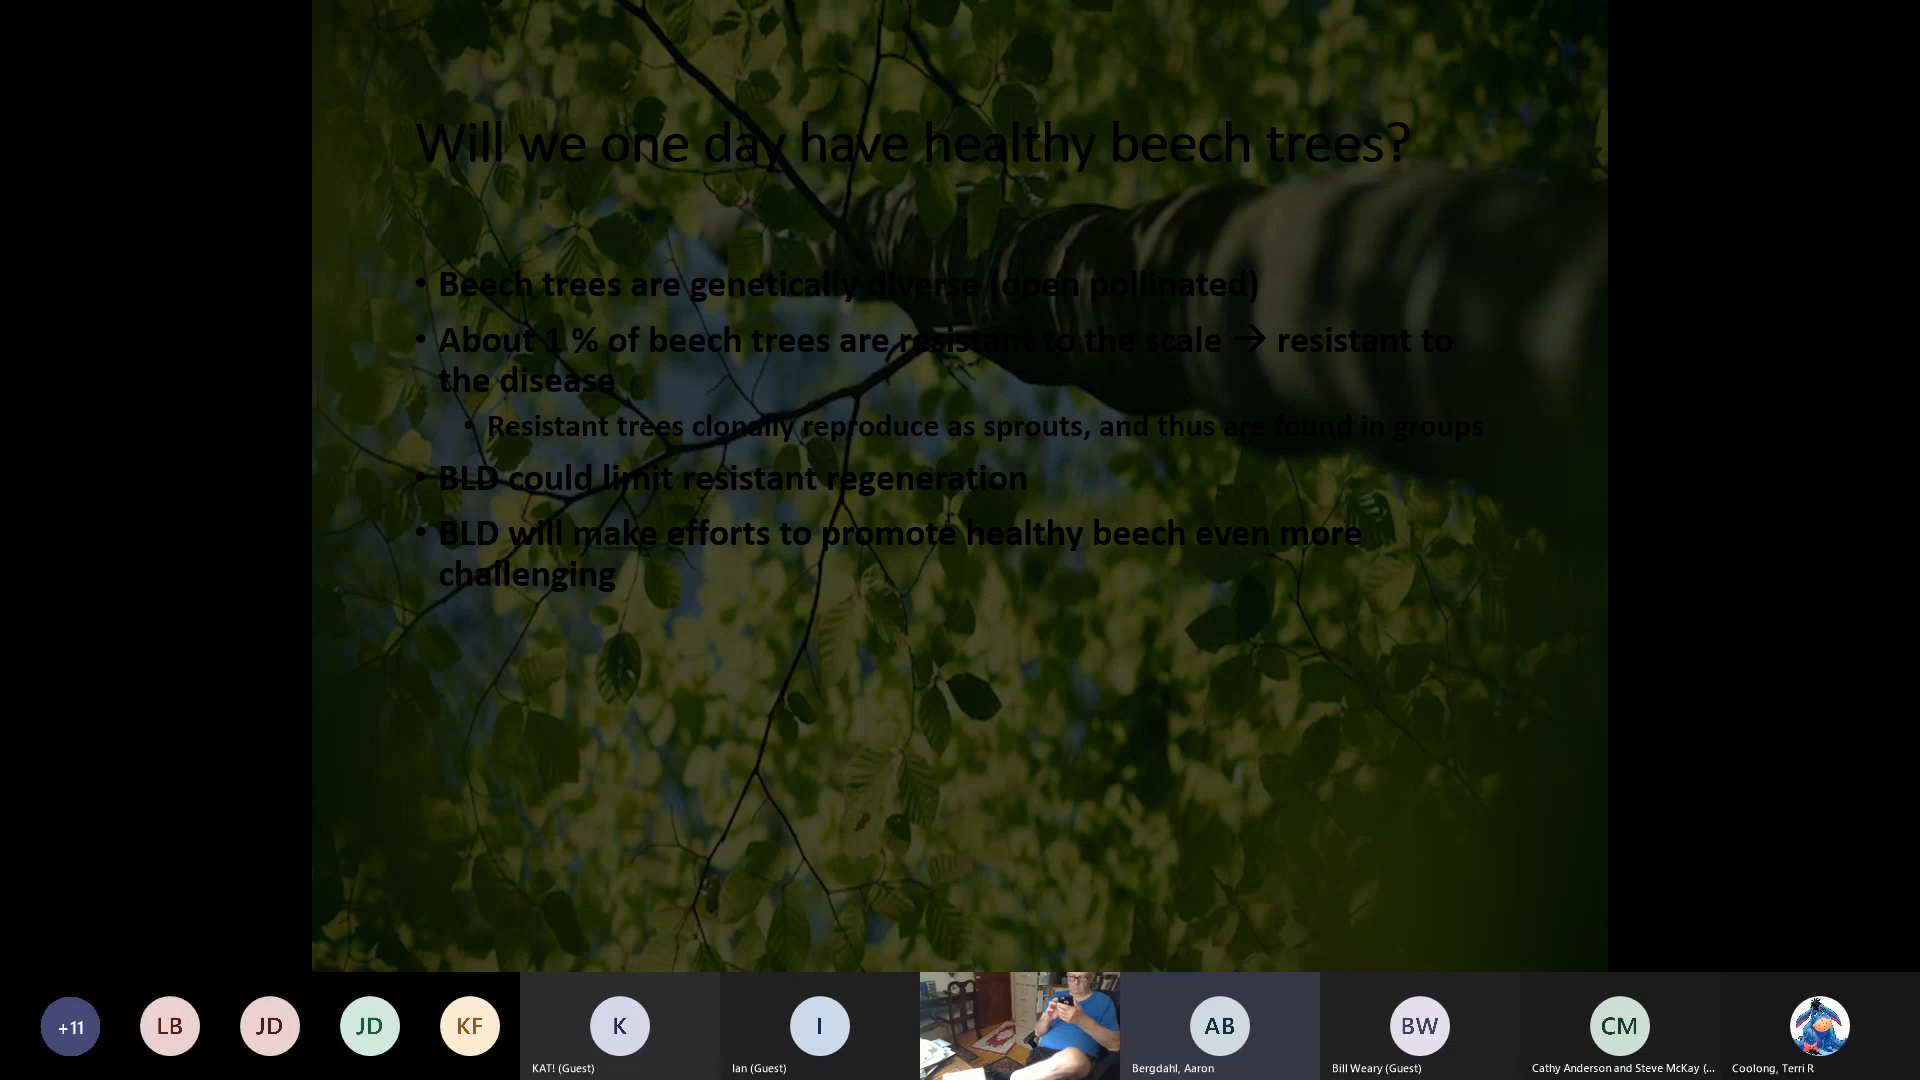 Will we one day have healthy beech trees?
• Beech trees are genetically diverse (open pollinated)
• About 1 % of beech trees are resistant to the scale → resistant to
the disease
• Resistant trees clonally reproduce as sprouts, and thus are found in groups
• BLD could limit resistant regeneration
• BLD will make efforts to promote healthy beech even more
challenging
+11
LB
JD
JD
KF
K
KAT! (Guest)
I
Ian (Guest)
AB
Bergdahl, Aaron
BW
Bill Weary (Guest)
CM
Cathy Anderson and Steve McKay (...
Coolong, Terri R